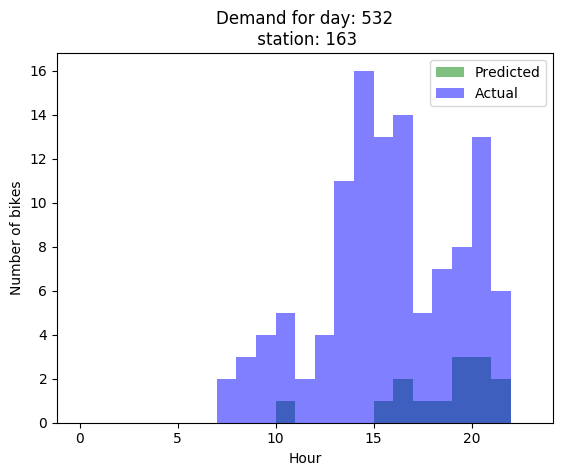 Demand for day: 532
station: 163
Predicted
Actual
Number of bikes
16
14
12
10
8
6
4
2
0
0 5 10 15 20
Hour